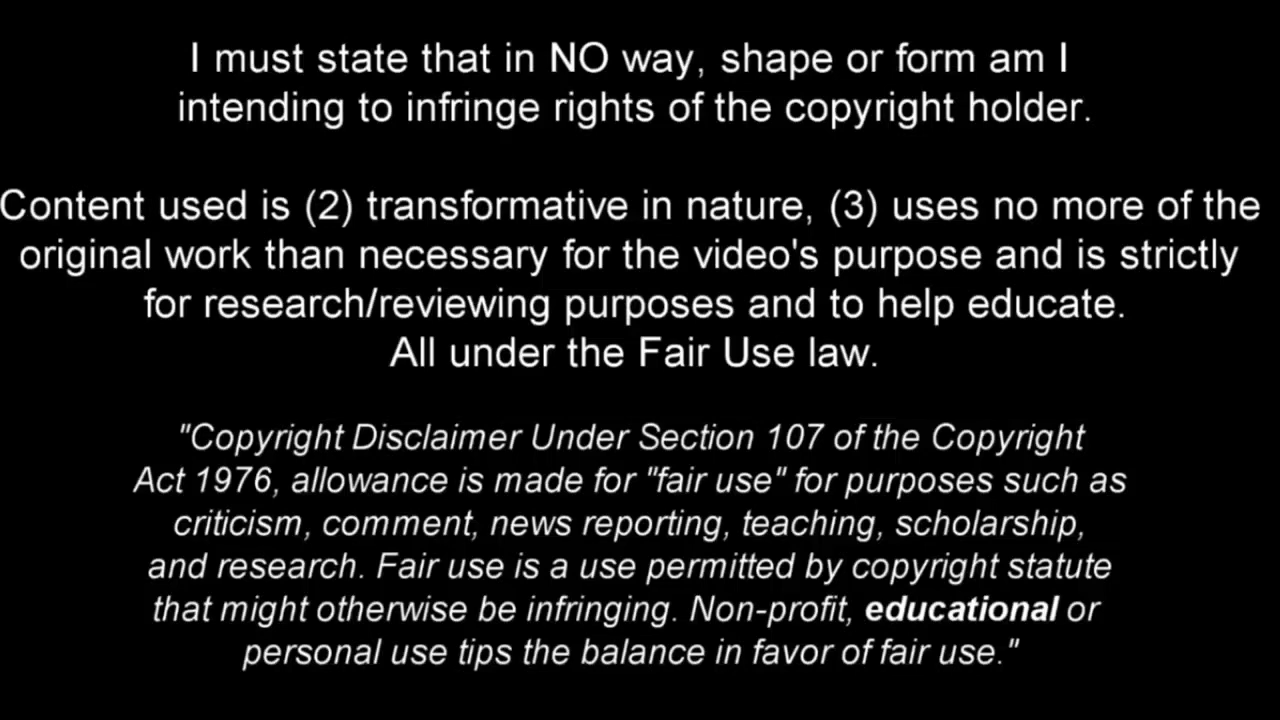 I must state that in NO way, shape or form am I
intending to infringe rights of the copyright holder.
Content used is (2) transformative in nature, (3) uses no more of the
original work than necessary for the video's purpose and is strictly
for research/reviewing purposes and to help educate.
All under the Fair Use law.
"Copyright Disclaimer Under Section 107 of the Copyright
Act 1976, allowance is made for "fair use" for purposes such as
criticism, comment, news reporting, teaching, scholarship,
and research. Fair use is a use permitted by copyright statute
that might otherwise be infringing. Non-profit, educational or
personal use tips the balance in favor of fair use."